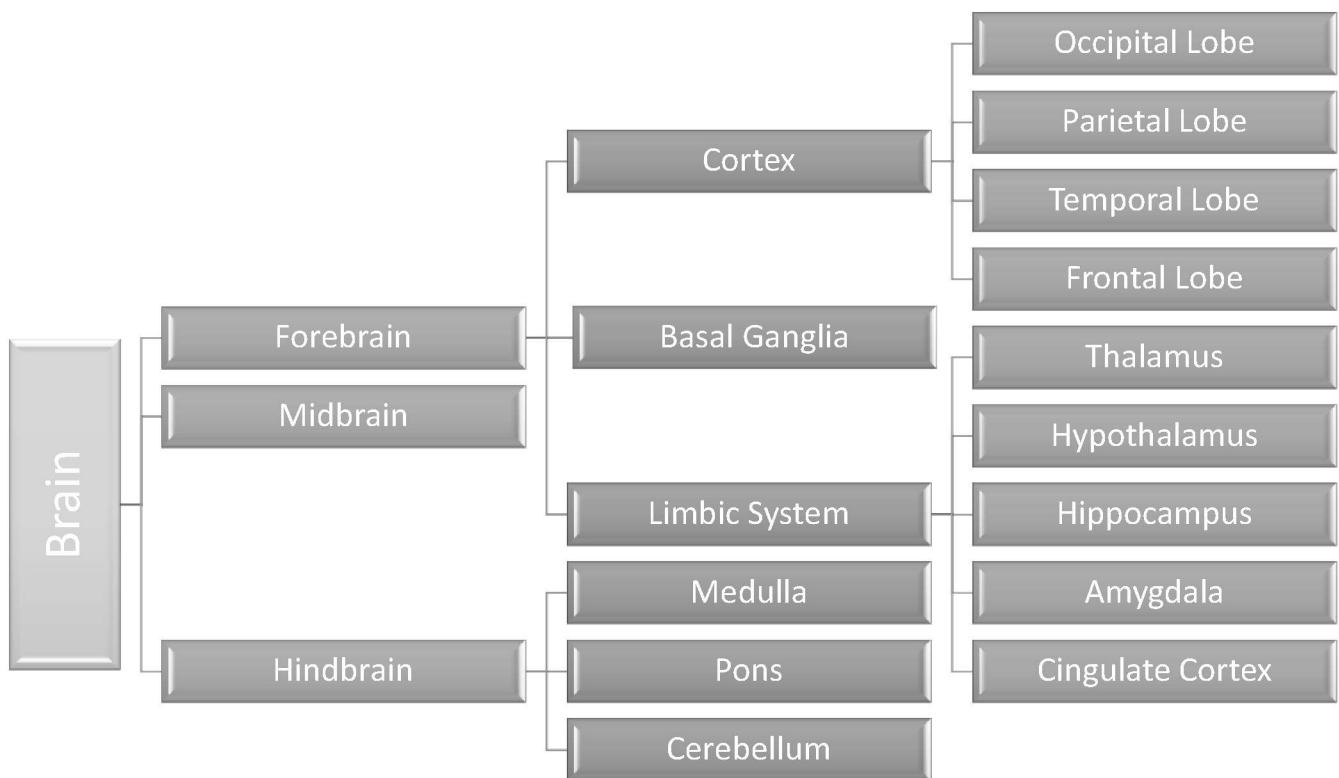 Brain
Forebrain
Midbrain
Hindbrain
Cortex
Basal Ganglia
Limbic System
Medulla
Pons
Cerebellum
Occipital Lobe
Parietal Lobe
Temporal Lobe
Frontal Lobe
Thalamus
Hypothalamus
Hippocampus
Amygdala
Cingulate Cortex